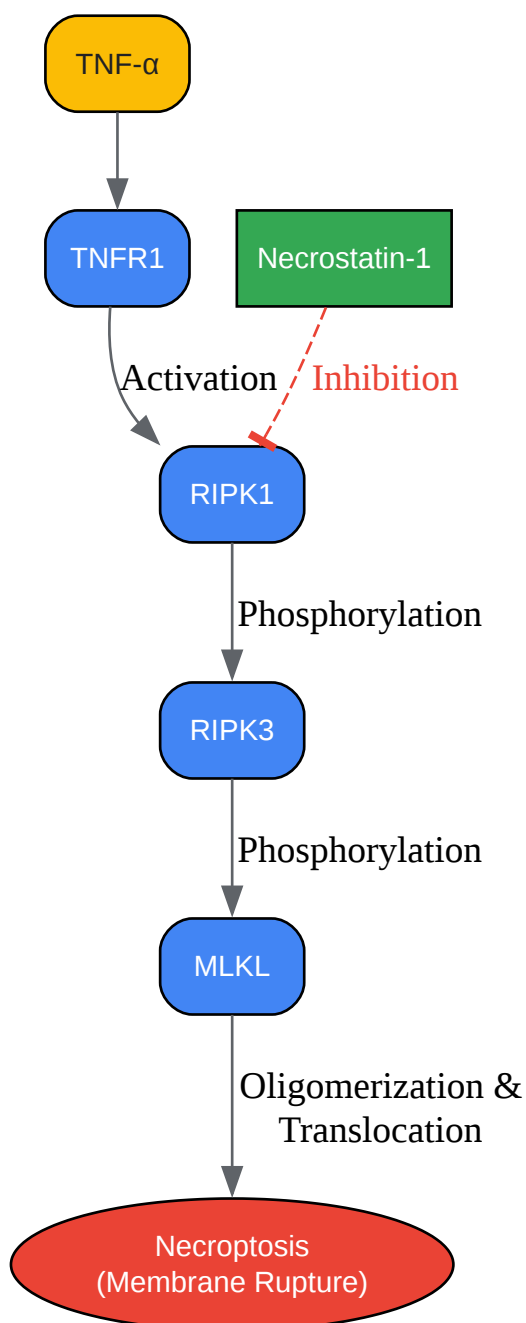 TNF-α
TNFR1
Necrostatin-1
Activation
Inhibition
RIPK1
Phosphorylation
RIPK3
Phosphorylation
MLKL
Oligomerization &
Translocation
Necroptosis
(Membrane Rupture)